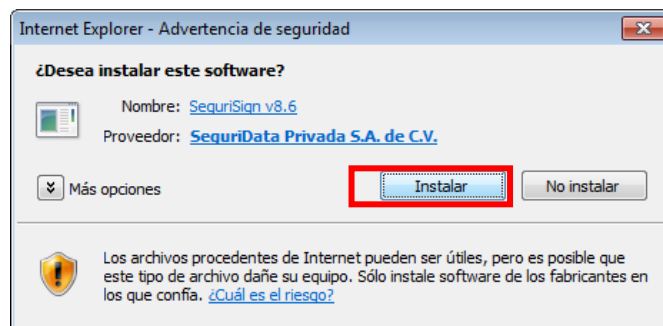 Internet Explorer - Advertencia de seguridad
¿Desea instalar este software?
Nombre: SeguriSign v8.6
Proveedor: SeguriData Privada S.A. de C.V.
Más opciones
Instalar
No instalar
Los archivos procedentes de Internet pueden ser útiles, pero es posible que
este tipo de archivo dañe su equipo. Sólo instale software de los fabricantes en
los que confía. ¿Cuál es el riesgo?